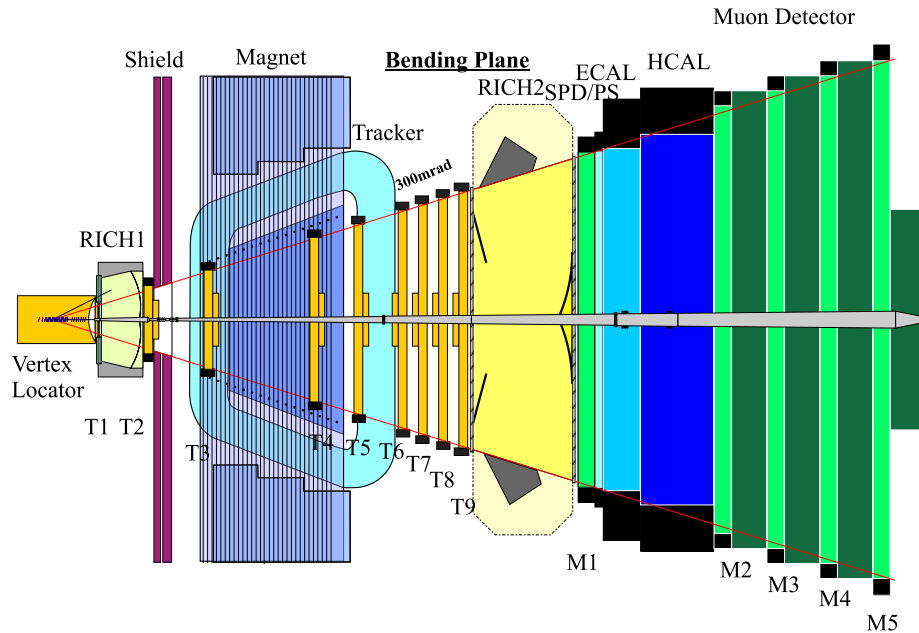 Muon Detector
Shield
Magnet
Bending Plane
ECAL
HCAL
RICH2
SPD/PS
Tracker
300mrad
RICH1
Vertex
Locator
T1
T2
T3
T4
T5
T6
T7
T8
T9
M1
M2
M3
M4
M5